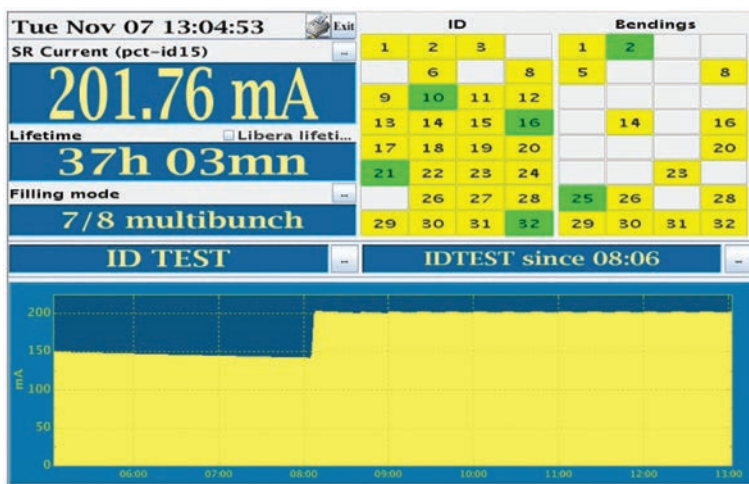 Tue Nov 07 13:04:53 Exit
SR Current (pct-id15) ...
201.76 mA
Lifetime Libera lifeti...
37h 03mn
Filling mode ...
7/8 multibunch
ID
1 2 3
6 8
9 10 11 12
13 14 15 16
17 18 19 20
21 22 23 24
26 27 28
29 30 31 32
Bendings
1 2
5 8
14 16
20
23
25 26 28
29 30 31 32
ID TEST ...
IDTEST since 08:06 ...
mA
200
150
100
50
0
06:00 07:00 08:00 09:00 10:00 11:00 12:00 13:00